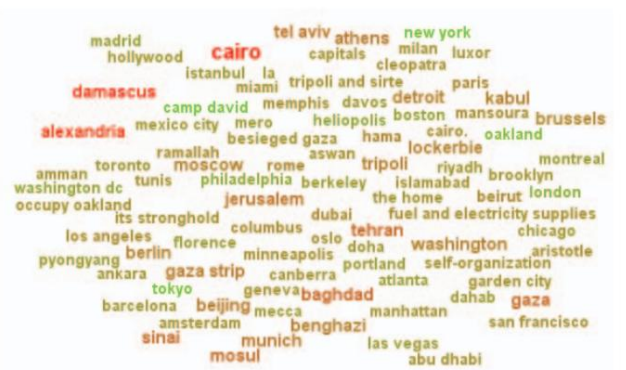 tel aviv athens new york
madrid hollywood cairo capitals milan luxor
cleopatra
istanbul la miami tripoli and sirte paris
damascus camp david memphis davos detroit kabul
alexandria mexico city mero heliopolis boston mansoura brussels
besieged gaza hama cairo. oakland
ramallah aswan lockerbie
toronto moscow rome tripoli riyadh brooklyn montreal
amman tunis philadelphia berkeley islamabad
washington dc jerusalem the home beirut london
occupy oakland its stronghold dubai fuel and electricity supplies
los angeles florence columbus oslo tehran washington chicago
pyongyang berlin minneapolis doha portland self-organization aristotle
ankara gaza strip canberra atlanta garden city
tokyo geneva baghdad dahab gaza
barcelona beijing mecca manhattan
amsterdam benghazi san francisco
sinai munich las vegas
mosul abu dhabi